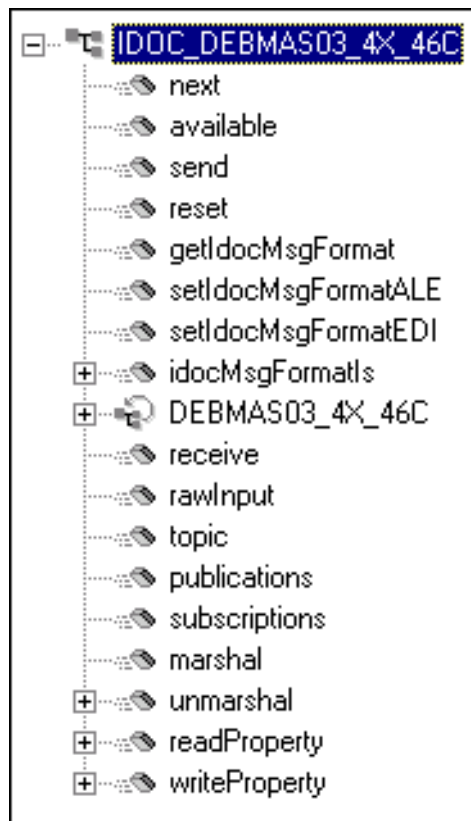 IDOC_DEBMAS03_4X_46C
next
available
send
reset
getIdocMsgFormat
setIdocMsgFormatALE
setIdocMsgFormatEDI
idocMsgFormatIs
DEBMAS03_4X_46C
receive
rawInput
topic
publications
subscriptions
marshal
unmarshal
readProperty
writeProperty